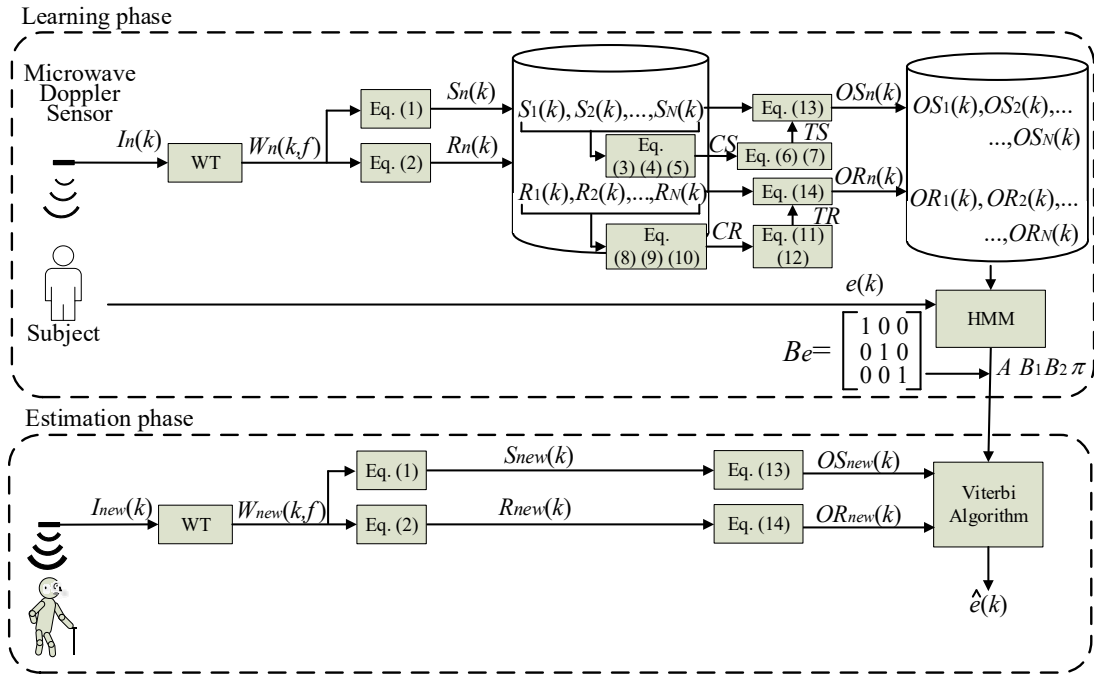 Learning phase
Microwave
Doppler
Sensor
In(k)
WT
Wn(k,f)
Eq. (1)
Eq. (2)
Sn(k)
Rn(k)
S1(k), S2(k),...,SN(k)
Eq.
(3) (4) (5)
CS
Eq. (6) (7)
TS
Eq. (13)
OSn(k)
R1(k),R2(k),...,RN(k)
Eq.
(8) (9) (10)
CR
Eq. (11)
(12)
TR
Eq. (14)
ORn(k)
OS1(k),OS2(k),...
...,OSN(k)
OR1(k), OR2(k),...
...,ORN(k)
Subject
e(k)
HMM
Be=
1 0 0
0 1 0
0 0 1
A B1B2 π
Estimation phase
Inew(k)
WT
Wnew(k,f)
Eq. (1)
Eq. (2)
Snew(k)
Rnew(k)
Eq. (13)
Eq. (14)
OSnew(k)
ORnew(k)
Viterbi
Algorithm
ê(k)